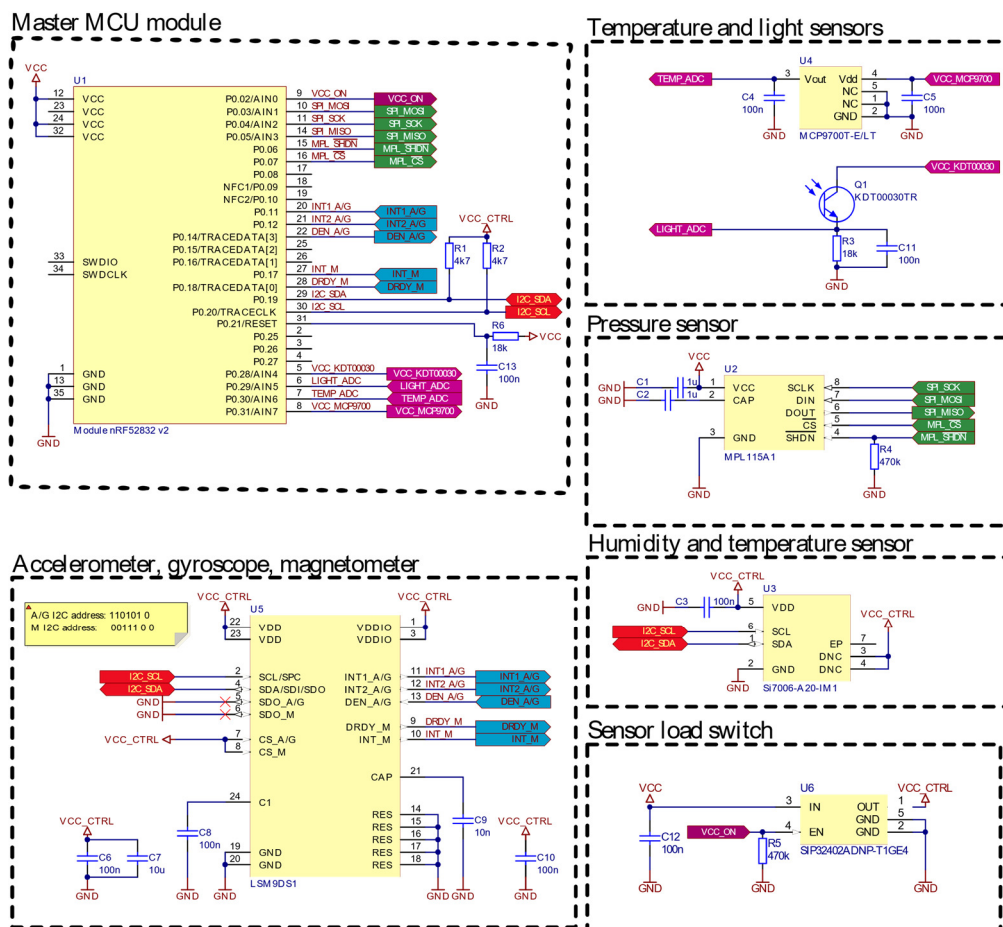 Master MCU module
VCC
U1
12 VCC
23 VCC
24 VCC
32 VCC
33 SWDIO
34 SWDCLK
1 GND
13 GND
35 GND
GND
P0.02/AIN0 9 VCC_ON VCC_ON
P0.03/AIN1 10 SPI_MOSI SPI_MOSI
P0.04/AIN2 11 SPI_SCK SPI_SCK
P0.05/AIN3 14 SPI_MISO SPI_MISO
P0.06 15 MPL_SHDN MPL_SHDN
P0.07 16 MPL_CS MPL_CS
P0.08 17
NFC1/P0.09 18
NFC2/P0.10 19
P0.11 20 INT1_A/G INT1_A/G
P0.12 21 INT2_A/G INT2_A/G
P0.14/TRACEDATA[3] 22 DEN_A/G DEN_A/G
P0.15/TRACEDATA[2] 25
P0.16/TRACEDATA[1] 26
P0.17 27 INT_M INT_M
P0.18/TRACEDATA[0] 28 DRDY_M DRDY_M
P0.19 29 I2C_SDA I2C_SDA
P0.20/TRACECLK 30 I2C_SCL I2C_SCL
P0.21/RESET 31
P0.25 2
P0.26 3
P0.27 4
P0.28/AIN4 5 VCC_KDT00030 VCC_KDT00030
P0.29/AIN5 6 LIGHT_ADC LIGHT_ADC
P0.30/AIN6 7 TEMP_ADC TEMP_ADC
P0.31/AIN7 8 VCC_MCP9700 VCC_MCP9700
Module nRF52832 v2
VCC_CTRL
R1
4k7
R2
4k7
R6
18k
VCC
C13
100n
GND
Temperature and light sensors
U4
TEMP_ADC 3 Vout Vdd 4 VCC_MCP9700
NC 5
NC 1
GND 2
C4
100n
GND
C5
100n
GND
MCP9700T-E/LT
VCC_KDT00030
Q1
KDT00030TR
LIGHT_ADC
R3
18k
C11
100n
GND
Pressure sensor
VCC
U2
GND C1 1u 1 VCC SCLK 8 SPI_SCK
GND C2 1u 2 CAP DIN 7 SPI_MOSI
DOUT 6 SPI_MISO
CS 5 MPL_CS
3 GND SHDN 4 MPL_SHDN
MPL115A1
R4
470k
GND
GND
Accelerometer, gyroscope, magnetometer
A/G I2C address: 110101 0
M I2C address: 00111 0 0
VCC_CTRL
VCC_CTRL
U5
22 VDD VDDIO 1
23 VDD VDDIO 3
I2C_SCL 2 SCL/SPC INT1_A/G 11 INT1_A/G INT1_A/G
I2C_SDA 4 SDA/SDI/SDO INT2_A/G 12 INT2_A/G INT2_A/G
GND 5 SDO_A/G DEN_A/G 13 DEN_A/G DEN_A/G
GND 6 SDO_M
DRDY_M 9 DRDY_M DRDY_M
VCC_CTRL 7 CS_A/G INT_M 10 INT_M INT_M
8 CS_M
CAP 21
24 C1
RES 14
RES 15
RES 16
19 GND RES 17
20 GND RES 18
LSM9DS1
VCC_CTRL
C6
100n
C7
10u
GND
C8
100n
GND
GND
GND
C9
10n
GND
VCC_CTRL
C10
100n
GND
Humidity and temperature sensor
VCC_CTRL
U3
GND C3 100n 5 VDD
VCC_CTRL
I2C_SCL 6 SCL
I2C_SDA 1 SDA EP 7
DNC 3
2 GND DNC 4
GND
Si7006-A20-IM1
Sensor load switch
VCC
U6
VCC_CTRL
3 IN OUT 1
GND 5
VCC_ON 4 EN GND 2
C12
100n
R5
470k
SIP32402ADNP-T1GE4
GND
GND
GND